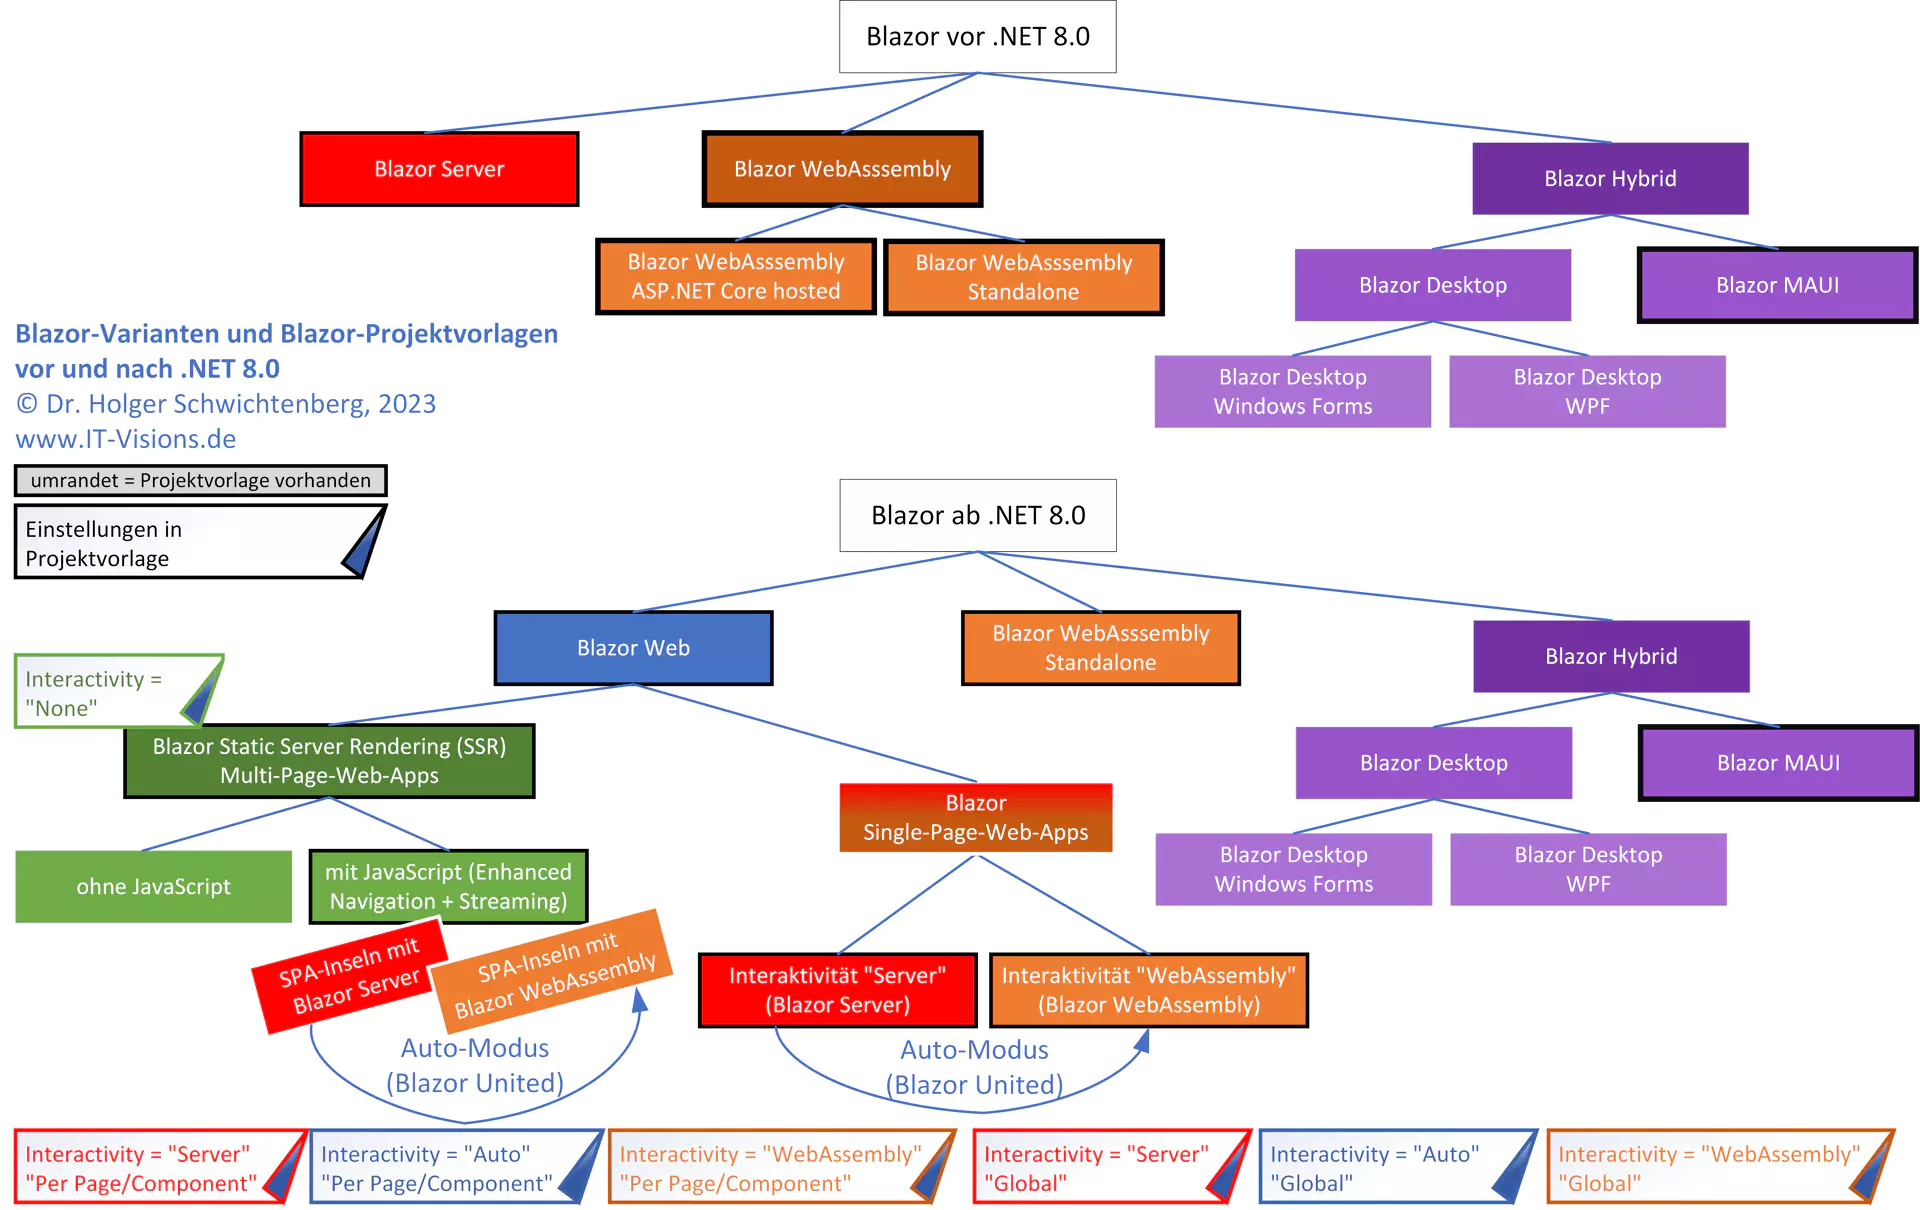 Blazor vor .NET 8.0
Blazor Server
Blazor WebAsssembly
Blazor Hybrid
Blazor WebAsssembly
ASP.NET Core hosted
Blazor WebAsssembly
Standalone
Blazor Desktop
Blazor MAUI
Blazor Desktop
Windows Forms
Blazor Desktop
WPF
Blazor-Varianten und Blazor-Projektvorlagen
vor und nach .NET 8.0
© Dr. Holger Schwichtenberg, 2023
www.IT-Visions.de
umrandet = Projektvorlage vorhanden
Einstellungen in
Projektvorlage
Blazor ab .NET 8.0
Blazor Web
Blazor WebAsssembly
Standalone
Blazor Hybrid
Interactivity =
"None"
Blazor Static Server Rendering (SSR)
Multi-Page-Web-Apps
Blazor
Single-Page-Web-Apps
Blazor Desktop
Blazor MAUI
ohne JavaScript
mit JavaScript (Enhanced
Navigation + Streaming)
Blazor Desktop
Windows Forms
Blazor Desktop
WPF
SPA-Inseln mit
Blazor Server
SPA-Inseln mit
Blazor WebAssembly
Interaktivität "Server"
(Blazor Server)
Interaktivität "WebAssembly"
(Blazor WebAssembly)
Auto-Modus
(Blazor United)
Auto-Modus
(Blazor United)
Interactivity = "Server"
"Per Page/Component"
Interactivity = "Auto"
"Per Page/Component"
Interactivity = "WebAssembly"
"Per Page/Component"
Interactivity = "Server"
"Global"
Interactivity = "Auto"
"Global"
Interactivity = "WebAssembly"
"Global"